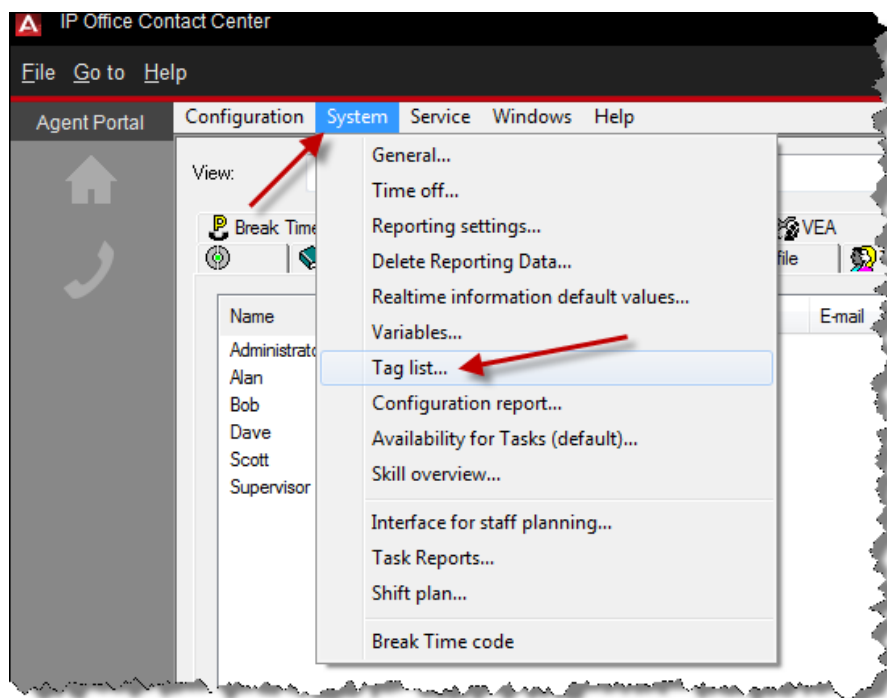 IP Office Contact Center
File Go to Help
Agent Portal
Configuration System Service Windows Help
View:
General...
Time off...
Break Time
Reporting settings...
VEA
Delete Reporting Data...
file
Realtime information default values...
Name
E-mail
Variables...
Administrato
Tag list...
Alan
Configuration report...
Bob
Availability for Tasks (default)...
Dave
Skill overview...
Scott
Supervisor
Interface for staff planning...
Task Reports...
Shift plan...
Break Time code